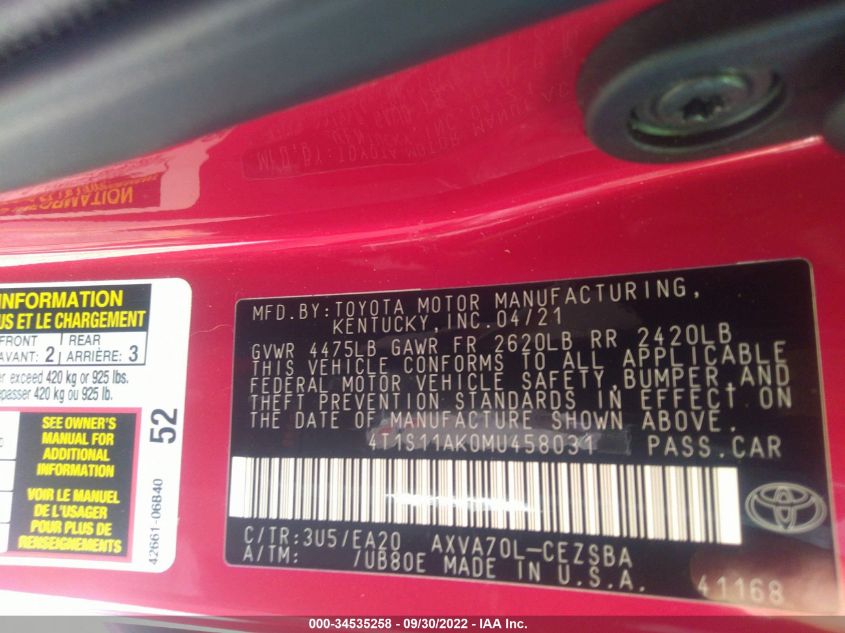 INFORMATION
US ET LE CHARGEMENT
FRONT REAR
AVANT: 2 ARRIÈRE: 3
er exceed 420 kg or 925 lbs.
épasser 420 kg ou 925 lb.
SEE OWNER'S
MANUAL FOR
ADDITIONAL
INFORMATION
VOIR LE MANUEL
DE L'USAGER
POUR PLUS DE
RENSEIGNEMENTS
52
42661-06B40
MFD. BY: TOYOTA MOTOR MANUFACTURING,
KENTUCKY, INC. 04/21
GVWR 4475LB GAWR FR 2620LB RR 2420LB
THIS VEHICLE CONFORMS TO ALL APPLICABLE
FEDERAL MOTOR VEHICLE SAFETY, BUMPER, AND
THEFT PREVENTION STANDARDS IN EFFECT ON
THE DATE OF MANUFACTURE SHOWN ABOVE.
4T1S11AK0MU458031 PASS. CAR
C/TR: 3U5/EA20 AXVA70L-CEZSBA
A/TM: /UB80E MADE IN U.S.A.
41168
000-34535258 - 09/30/2022 - IAA Inc.